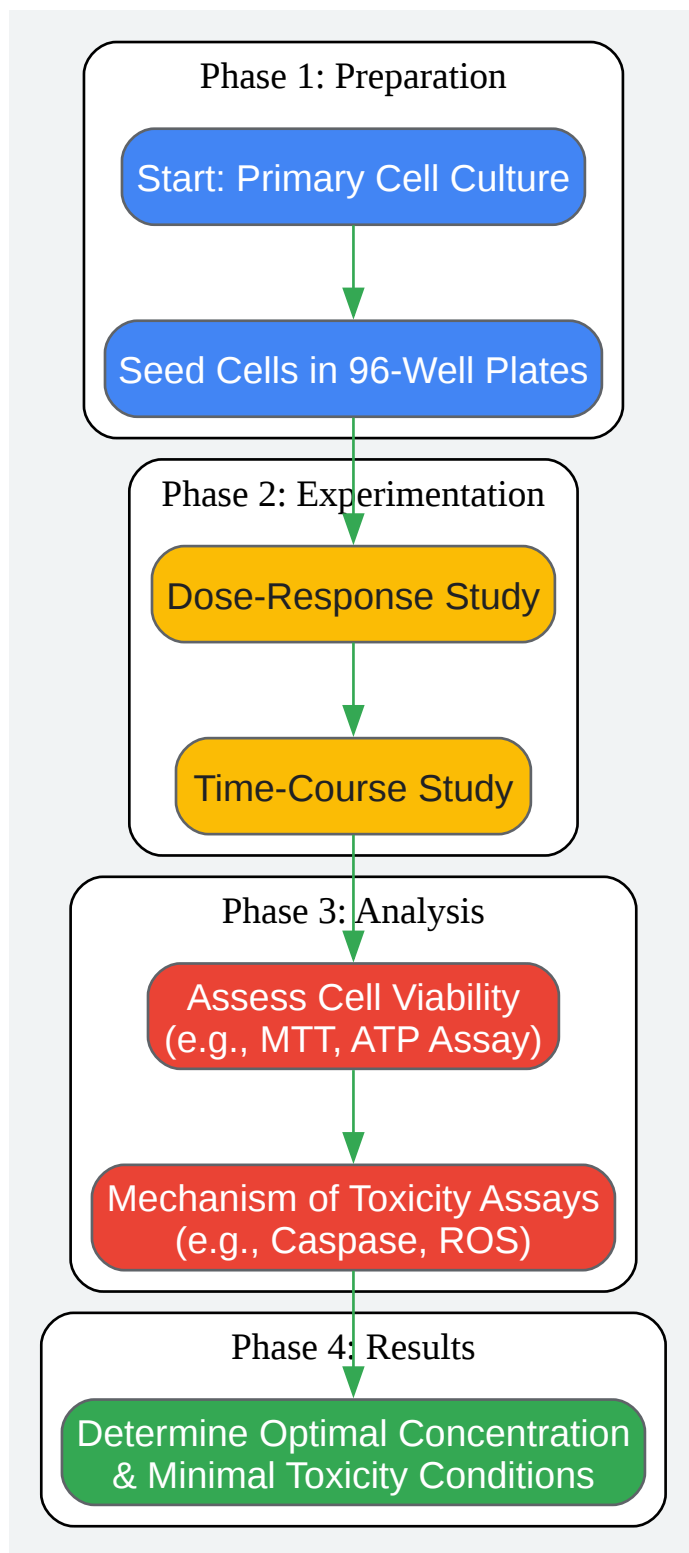 Phase 1: Preparation
Start: Primary Cell Culture
Seed Cells in 96-Well Plates
Phase 2: Experimentation
Dose-Response Study
Time-Course Study
Phase 3: Analysis
Assess Cell Viability
(e.g., MTT, ATP Assay)
Mechanism of Toxicity Assays
(e.g., Caspase, ROS)
Phase 4: Results
Determine Optimal Concentration
& Minimal Toxicity Conditions